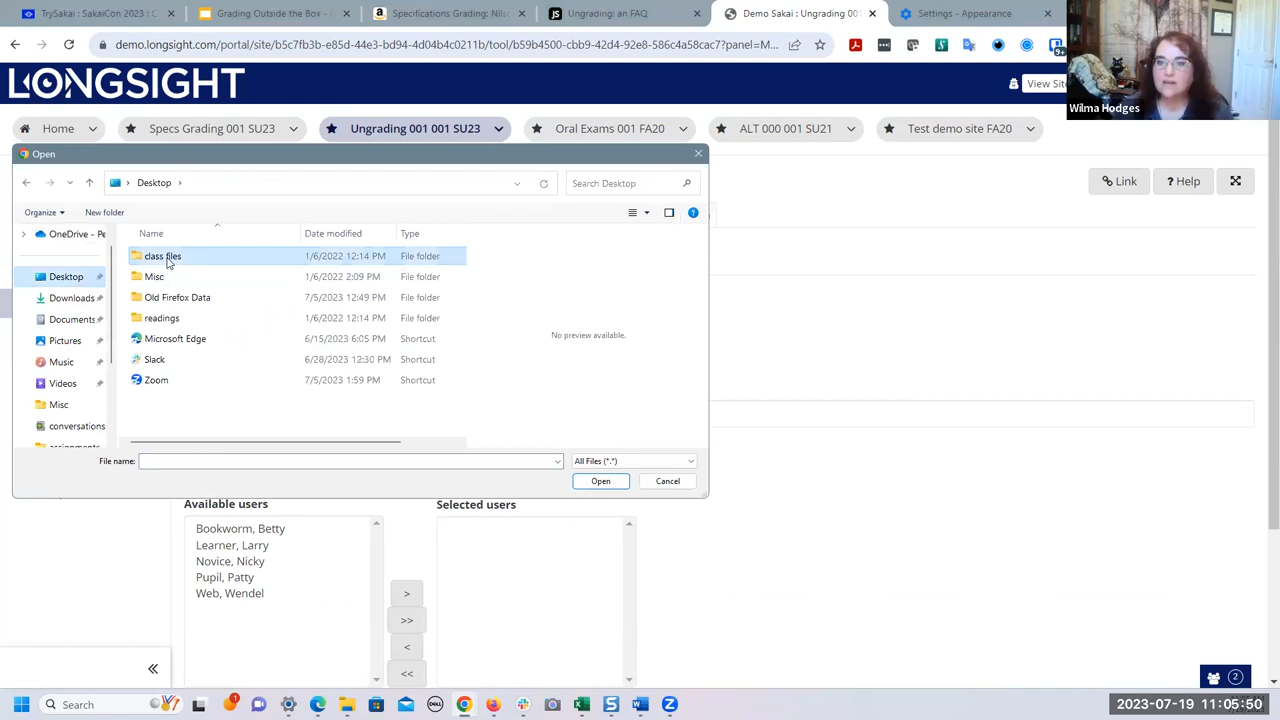 TrySakai : SakaiCon 2023 : C
Grading Outside the Box -
Specifications Grading: Nilson
Ungrading: an FAQ
Demo Sakai : Ungrading 001
Settings - Appearance
demo.longsight.com/portal/site/b5c7fb3b-e85d-44b9-bd94-4d04b4c0211b/tool/b59b4500-cbb9-42d4-92e8-586c4a58cac7?panel=M...
9+
LONGSIGHT
View Site
Wilma Hodges
Home
Specs Grading 001 SU23
Ungrading 001 001 SU23
Oral Exams 001 FA20
ALT 000 001 SU21
Test demo site FA20
Open
Desktop
Search Desktop
Link
? Help
Organize
New folder
OneDrive - Pe
Name
Date modified
Type
class files
1/6/2022 12:14 PM
File folder
Desktop
Misc
1/6/2022 2:09 PM
File folder
Downloads
Old Firefox Data
7/5/2023 12:49 PM
File folder
Documents
readings
1/6/2022 12:14 PM
File folder
Pictures
Microsoft Edge
6/15/2023 6:05 PM
Shortcut
No preview available.
Music
Slack
6/28/2023 12:30 PM
Shortcut
Videos
Zoom
7/5/2023 1:59 PM
Shortcut
Misc
conversations
assignments
File name:
All Files (*.*)
Open
Cancel
Available users
Selected users
Bookworm, Betty
Learner, Larry
Novice, Nicky
Pupil, Patty
Web, Wendel
>
>>
<
<<
2
Search
1
DELL
2023-07-19 11:05:50